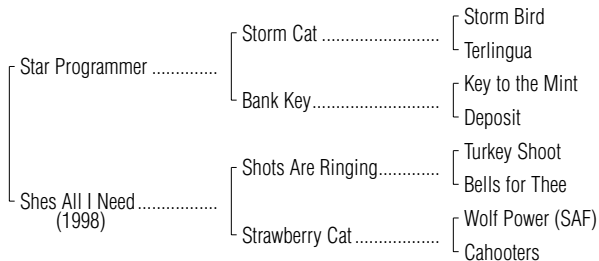 Storm Bird
Storm Cat ........................
Terlingua
Star Programmer .............
Key to the Mint
Bank Key..........................
Deposit
Turkey Shoot
Shots Are Ringing............
Bells for Thee
Shes All I Need................
(1998)
Wolf Power (SAF)
Strawberry Cat .................
Cahooters